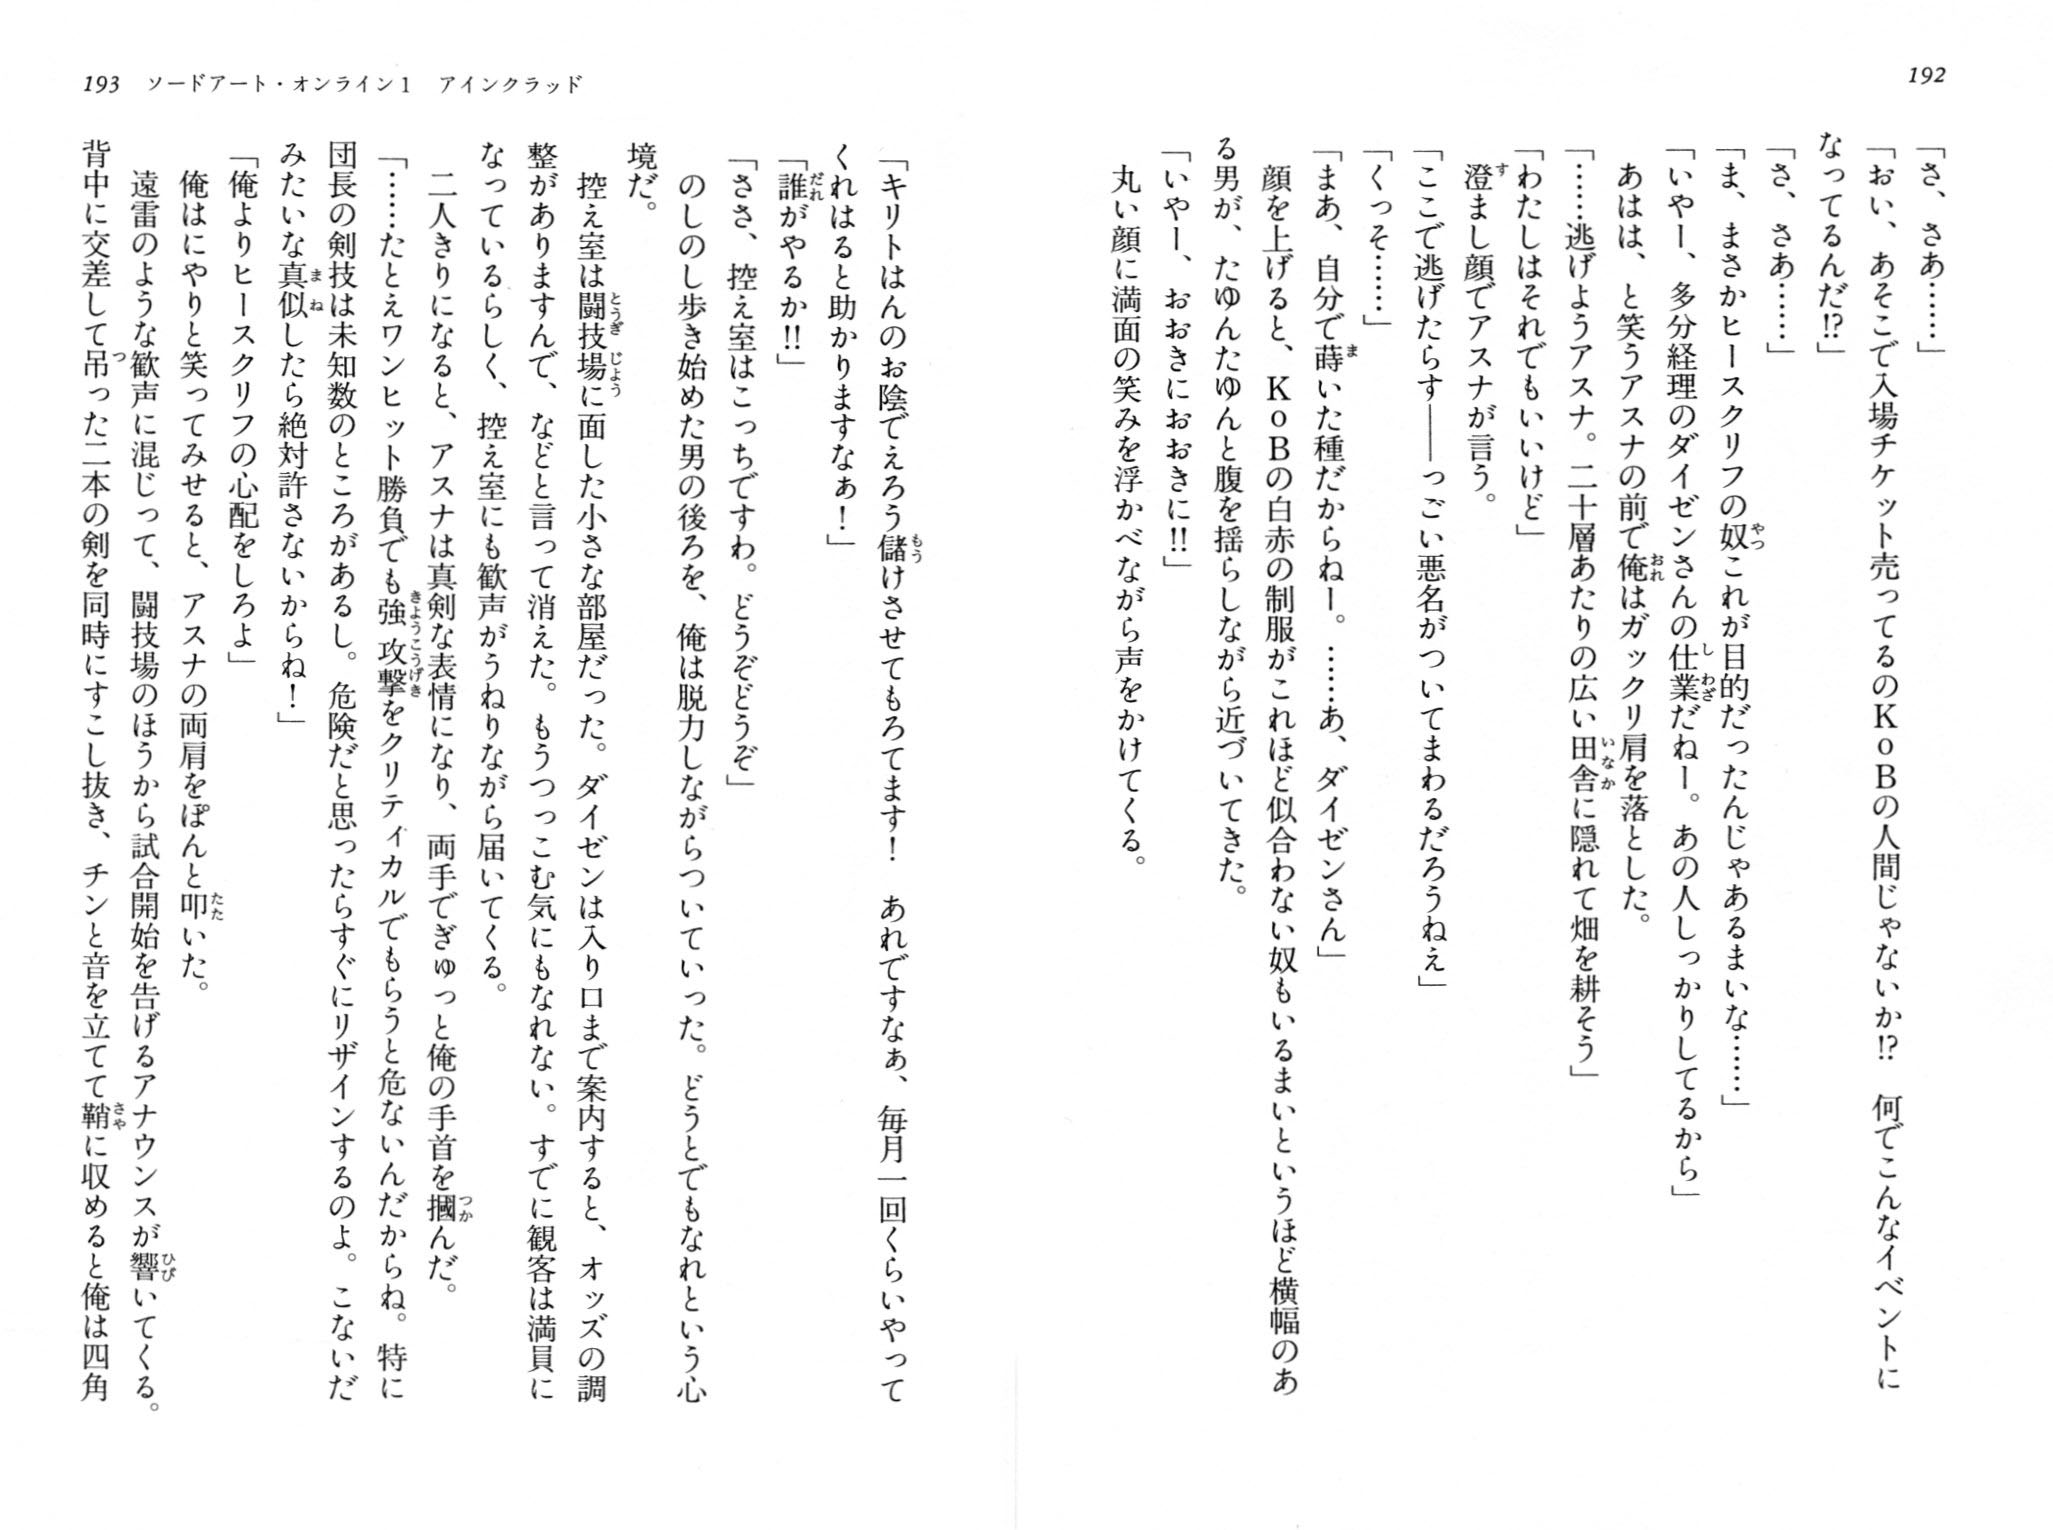 192
「さ、さあ……」
「おい、あそこで入場チケット売ってるのKoBの人間じゃないか!? 何でこんなイベントに
なってるんだ!?」
「さ、さあ……」
「ま、まさかヒースクリフの奴これが目的だったんじゃあるまいな……」
「いやー、多分経理のダイゼンさんの仕業だねー。あの人しっかりしてるから」
あはは、と笑うアスナの前で俺はガックリ肩を落とした。
「……逃げようアスナ。二十層あたりの広い田舎に隠れて畑を耕そう」
「わたしはそれでもいいけど」
澄まし顔でアスナが言う。
「ここで逃げたらす――っごい悪名がついてまわるだろうねぇ」
「くっそ……」
「まあ、自分で蒔いた種だからねー。……あ、ダイゼンさん」
顔を上げると、KoBの白赤の制服がこれほど似合わない奴もいるまいというほど横幅のあ
る男が、たゆんたゆんと腹を揺らしながら近づいてきた。
「いやー、おおきにおおきに!!」
丸い顔に満面の笑みを浮かべながら声をかけてくる。
193 ソードアート・オンライン1 アインクラッド
「キリトはんのお陰でえろう儲けさせてもろてます! あれですなぁ、毎月一回くらいやって
くれはると助かりますなぁ!」
「誰がやるか!!」
「ささ、控え室はこっちですわ。どうぞどうぞ」
のしのし歩き始めた男の後ろを、俺は脱力しながらついていった。どうとでもなれという心
境だ。
控え室は闘技場に面した小さな部屋だった。ダイゼンは入り口まで案内すると、オッズの調
整がありますんで、などと言って消えた。もうつっこむ気にもなれない。すでに観客は満員に
なっているらしく、控え室にも歓声がうねりながら届いてくる。
二人きりになると、アスナは真剣な表情になり、両手でぎゅっと俺の手首を摑んだ。
「……たとえワンヒット勝負でも強攻撃をクリティカルでもらうと危ないんだからね。特に
団長の剣技は未知数のところがあるし。危険だと思ったらすぐにリザインするのよ。こないだ
みたいな真似したら絶対許さないからね!」
「俺よりヒースクリフの心配をしろよ」
俺はにやりと笑ってみせると、アスナの両肩をぽんと叩いた。
遠雷のような歓声に混じって、闘技場のほうから試合開始を告げるアナウンスが響いてくる。
背中に交差して吊った二本の剣を同時にすこし抜き、チンと音を立てて鞘に収めると俺は四角